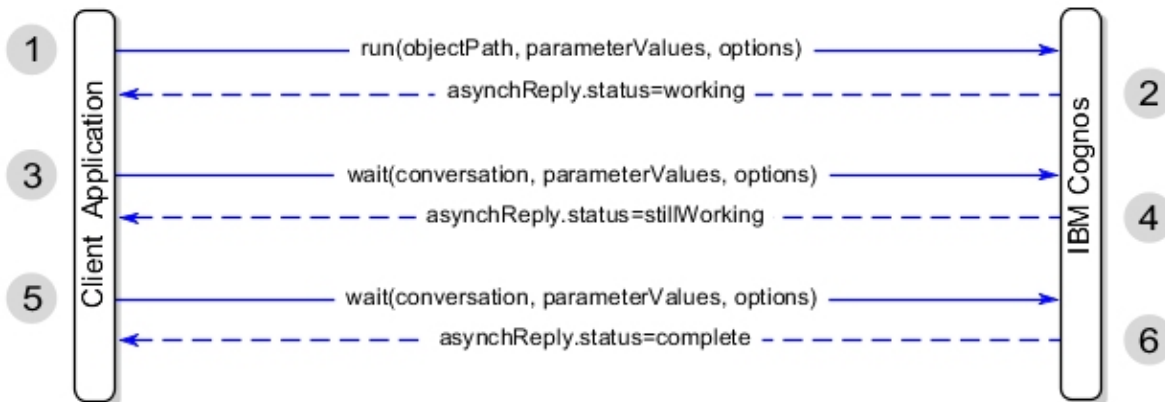 1
run(objectPath, parameterValues, options)
asynchReply.status=working
2
3
wait(conversation, parameterValues, options)
asynchReply.status=stillWorking
4
5
wait(conversation, parameterValues, options)
asynchReply.status=complete
6
Client Application
IBM Cognos